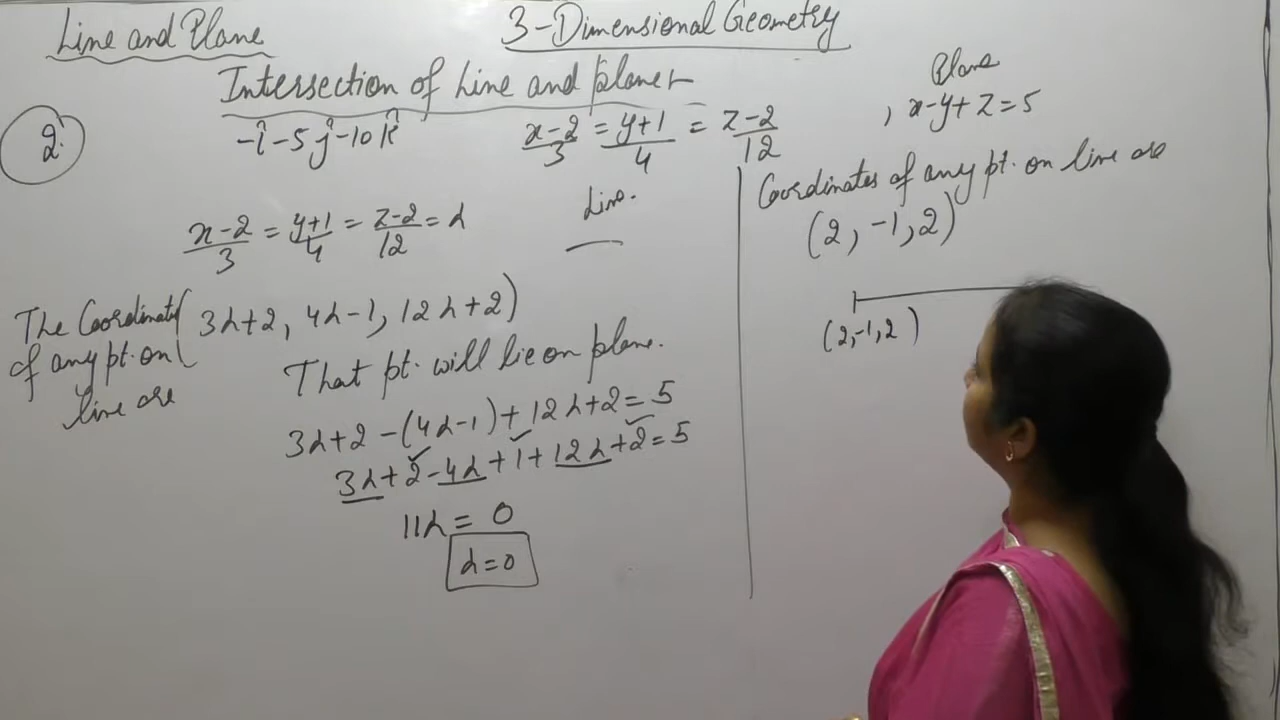 Line and Plane
3-Dimensional Geometry
Intersection of Line and plane
2.
-î-5ĵ-10k̂
x-2/3 = y+1/4 = z-2/12
Plane
, x-y+z=5
x-2/3 = y+1/4 = z-2/12 = λ
Line.
The Coordinates of any pt. on line are
(3λ+2, 4λ-1, 12λ+2)
That pt. will lie on plane.
3λ+2-(4λ-1)+12λ+2=5
3λ+2-4λ+1+12λ+2=5
11λ=0
λ=0
Coordinates of any pt. on line are
(2,-1,2)
(2,-1,2)